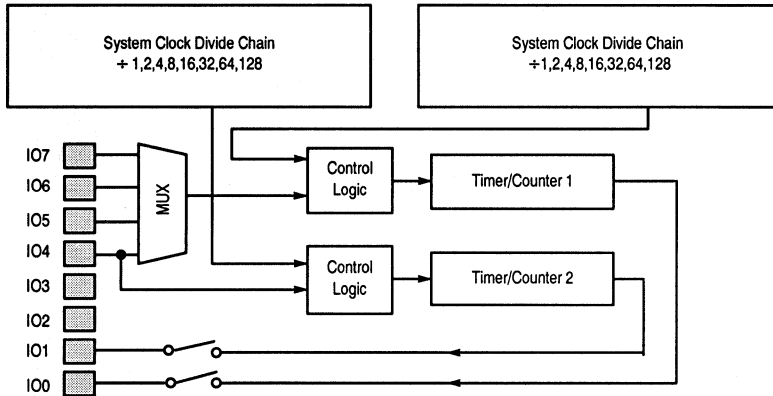 System Clock Divide Chain
÷ 1,2,4,8,16,32,64,128
System Clock Divide Chain
÷ 1,2,4,8,16,32,64,128
IO7
IO6
IO5
IO4
IO3
IO2
IO1
IO0
MUX
Control
Logic
Timer/Counter 1
Control
Logic
Timer/Counter 2